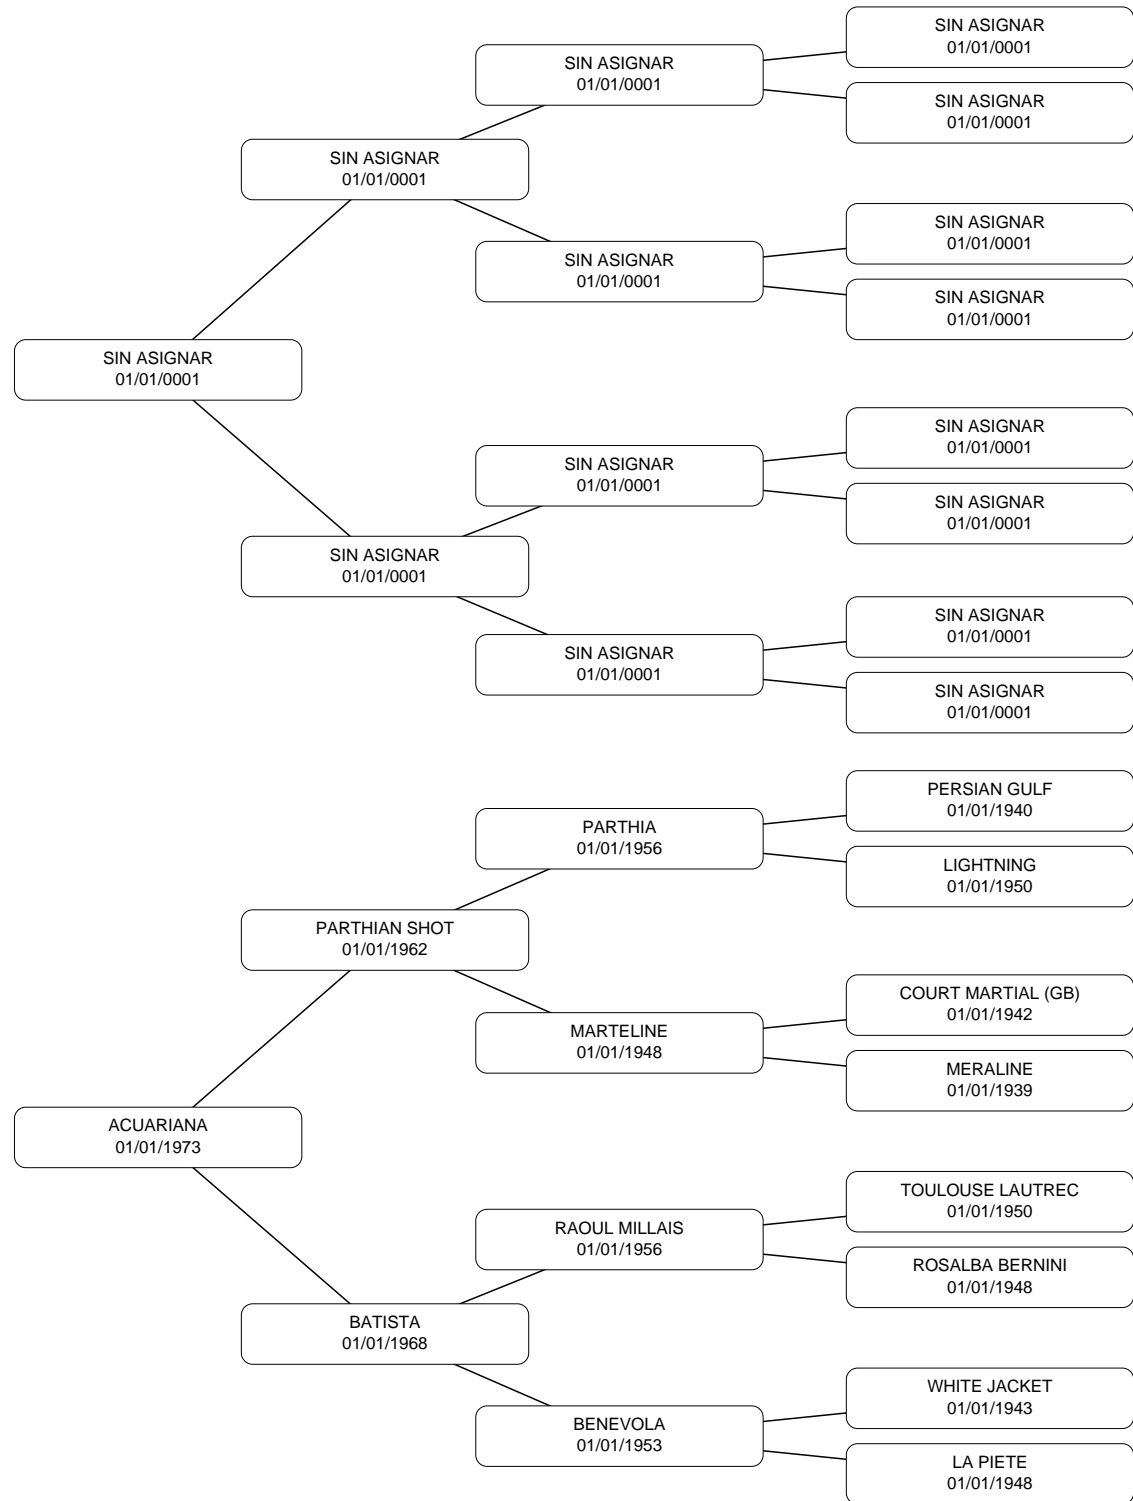 SIN ASIGNAR
01/01/0001
SIN ASIGNAR
01/01/0001
SIN ASIGNAR
01/01/0001
SIN ASIGNAR
01/01/0001
SIN ASIGNAR
01/01/0001
SIN ASIGNAR
01/01/0001
SIN ASIGNAR
01/01/0001
SIN ASIGNAR
01/01/0001
SIN ASIGNAR
01/01/0001
SIN ASIGNAR
01/01/0001
SIN ASIGNAR
01/01/0001
SIN ASIGNAR
01/01/0001
SIN ASIGNAR
01/01/0001
SIN ASIGNAR
01/01/0001
SIN ASIGNAR
01/01/0001
PERSIAN GULF
01/01/1940
PARTHIA
01/01/1956
LIGHTNING
01/01/1950
PARTHIAN SHOT
01/01/1962
COURT MARTIAL (GB)
01/01/1942
MARTELINE
01/01/1948
MERALINE
01/01/1939
ACUARIANA
01/01/1973
TOULOUSE LAUTREC
01/01/1950
RAOUL MILLAIS
01/01/1956
ROSALBA BERNINI
01/01/1948
BATISTA
01/01/1968
WHITE JACKET
01/01/1943
BENEVOLA
01/01/1953
LA PIETE
01/01/1948